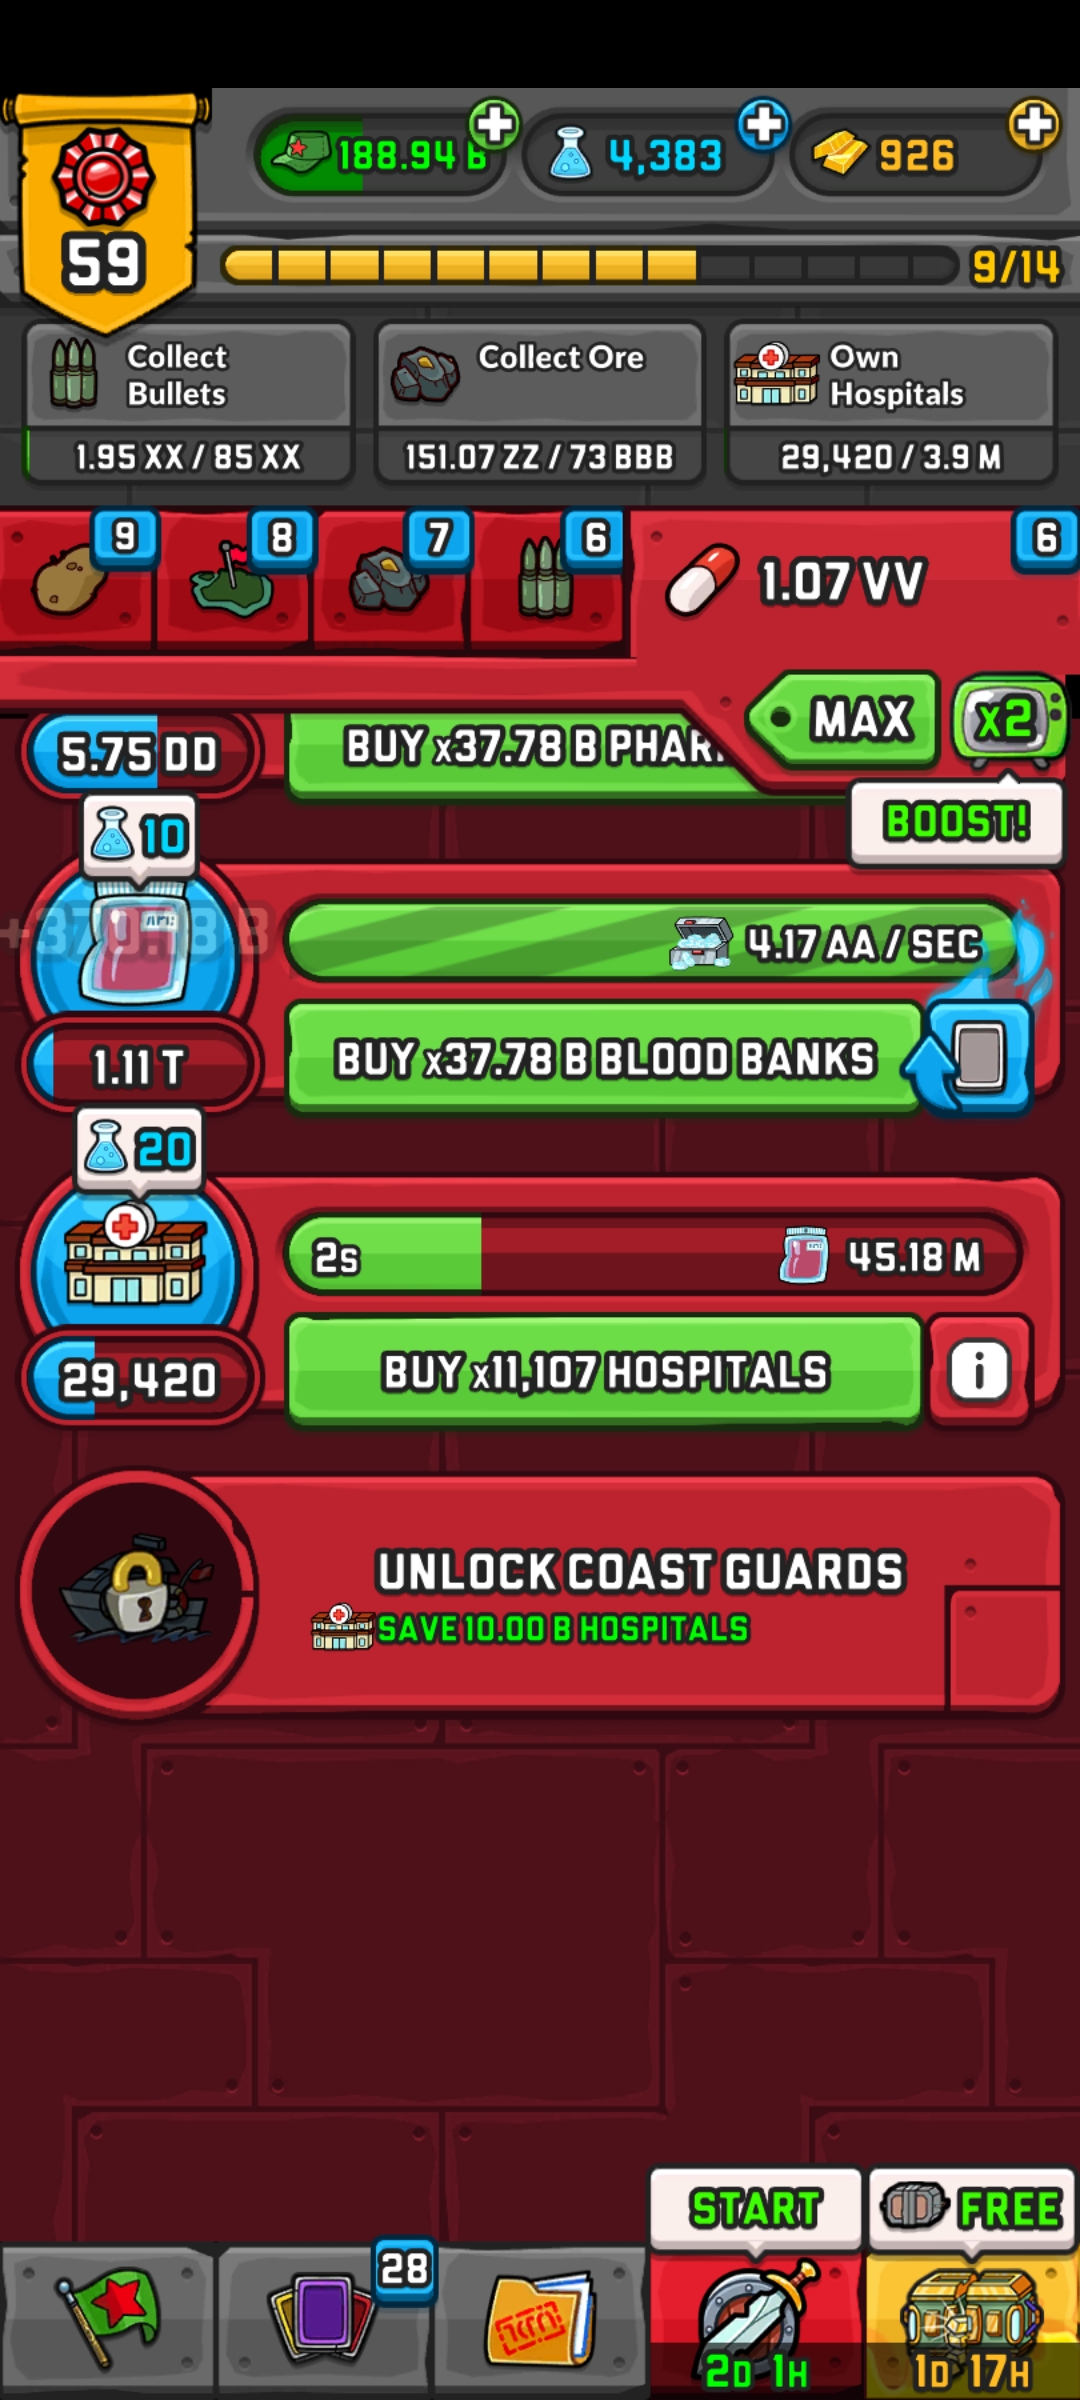 188.94 B
4,383
926
59
9/14
Collect
Bullets
1.95 XX / 85 XX
Collect Ore
151.07 ZZ / 73 BBB
Own
Hospitals
29,420 / 3.9 M
9
8
7
6
1.07 VV
6
MAX
x2
BOOST!
5.75 DD
BUY x37.78 B PHAR
10
4.17 AA / SEC
1.11 T
BUY x37.78 B BLOOD BANKS
20
2s
45.18 M
29,420
BUY x11,107 HOSPITALS
i
UNLOCK COAST GUARDS
SAVE 10.00 B HOSPITALS
START
FREE
28
2D 1H
1D 17H